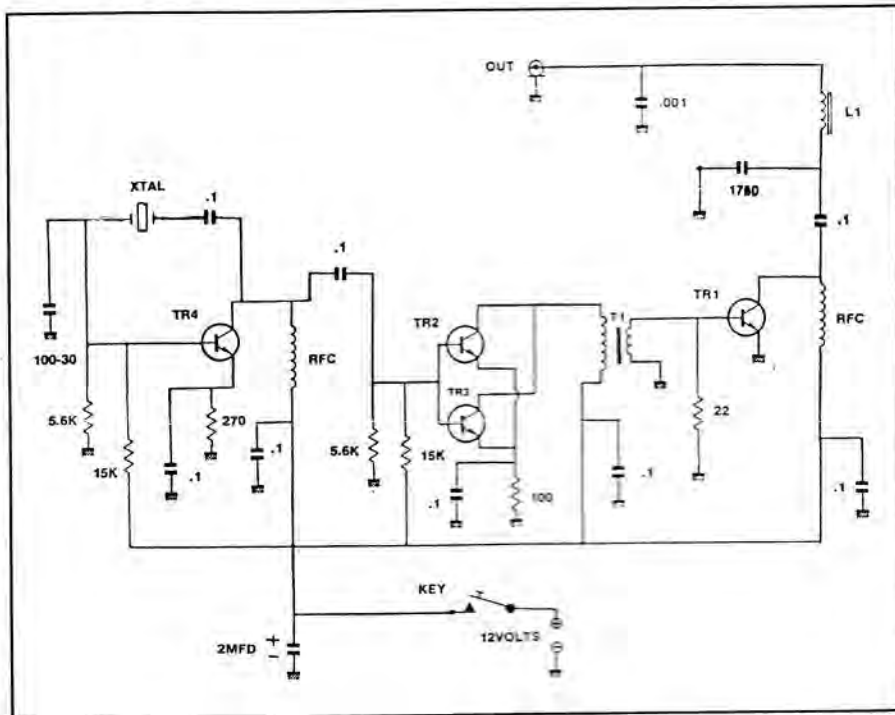 OUT
.001
L1
1780
XTAL
.1
.1
.1
TR4
TR2
T1
TR1
RFC
RFC
TR3
100-30
5.6K
270
22
15K
.1
.1
5.6K
15K
.1
100
.1
.1
KEY
2MFD
+
-
12VOLTS